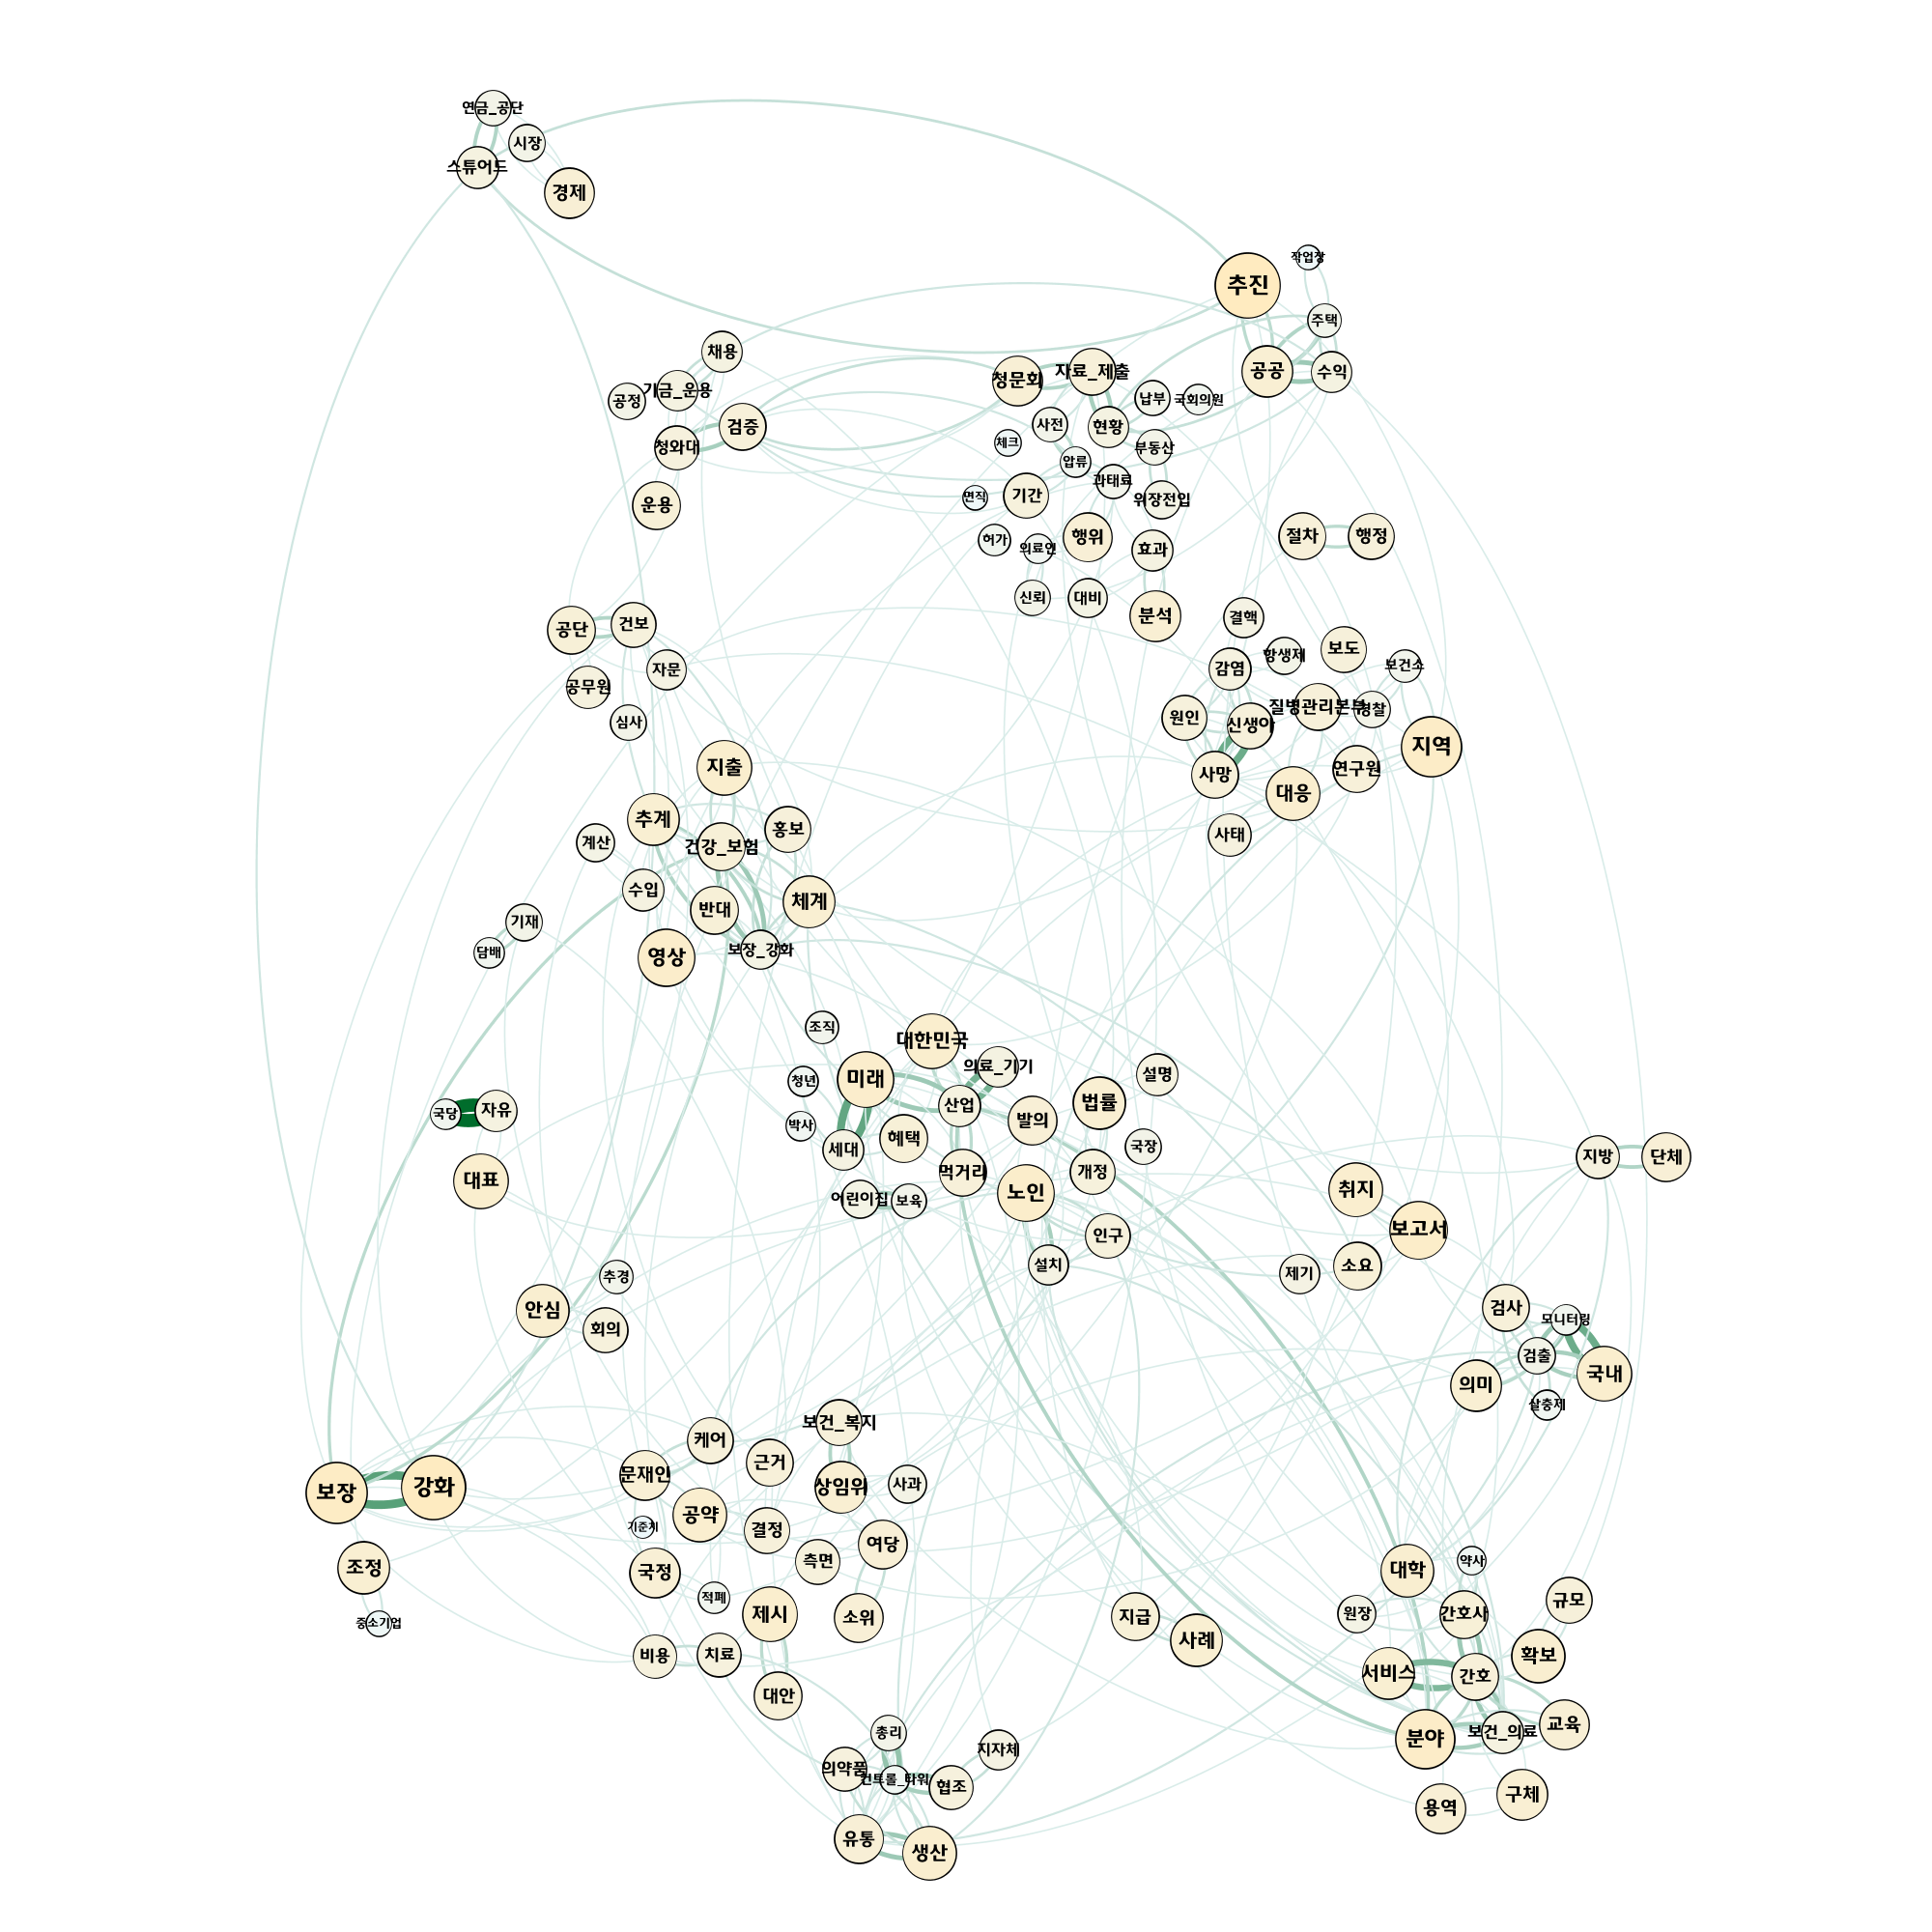 연금_공단
시장
스튜어드
경제
추진
작업장
주택
공공
수익
채용
기금_운용
공정
검증
청와대
운용
청문회
자료_제출
납부
국회의원
사전
현황
체크
부동산
압류
과태료
면직
기간
위장전입
허가
의료인
행위
효과
신뢰
대비
분석
절차
행정
결핵
감염
항생제
보도
보건소
원인
신생아
질병관리본부
경찰
지역
사망
대응
연구원
사태
공단
건보
자문
공무원
심사
지출
추계
홍보
계산
건강_보험
수입
반대
체계
영상
보장_강화
기재
담배
조직
대한민국
의료_기기
미래
청년
산업
설명
법률
발의
박사
세대
혜택
국장
먹거리
개정
어린이집
보육
노인
인구
설치
국당
자유
대표
지방
단체
취지
보고서
제기
소요
추경
안심
회의
검사
모니터링
검출
의미
국내
살충제
보장
강화
조정
중소기업
케어
보건_복지
문재인
근거
상임위
사과
공약
기준치
결정
여당
국정
측면
적폐
제시
소위
비용
치료
대안
지급
사례
대학
약사
원장
간호사
규모
서비스
간호
확보
분야
보건_의료
교육
용역
구체
총리
지자체
의약품
컨트롤_타워
협조
유통
생산